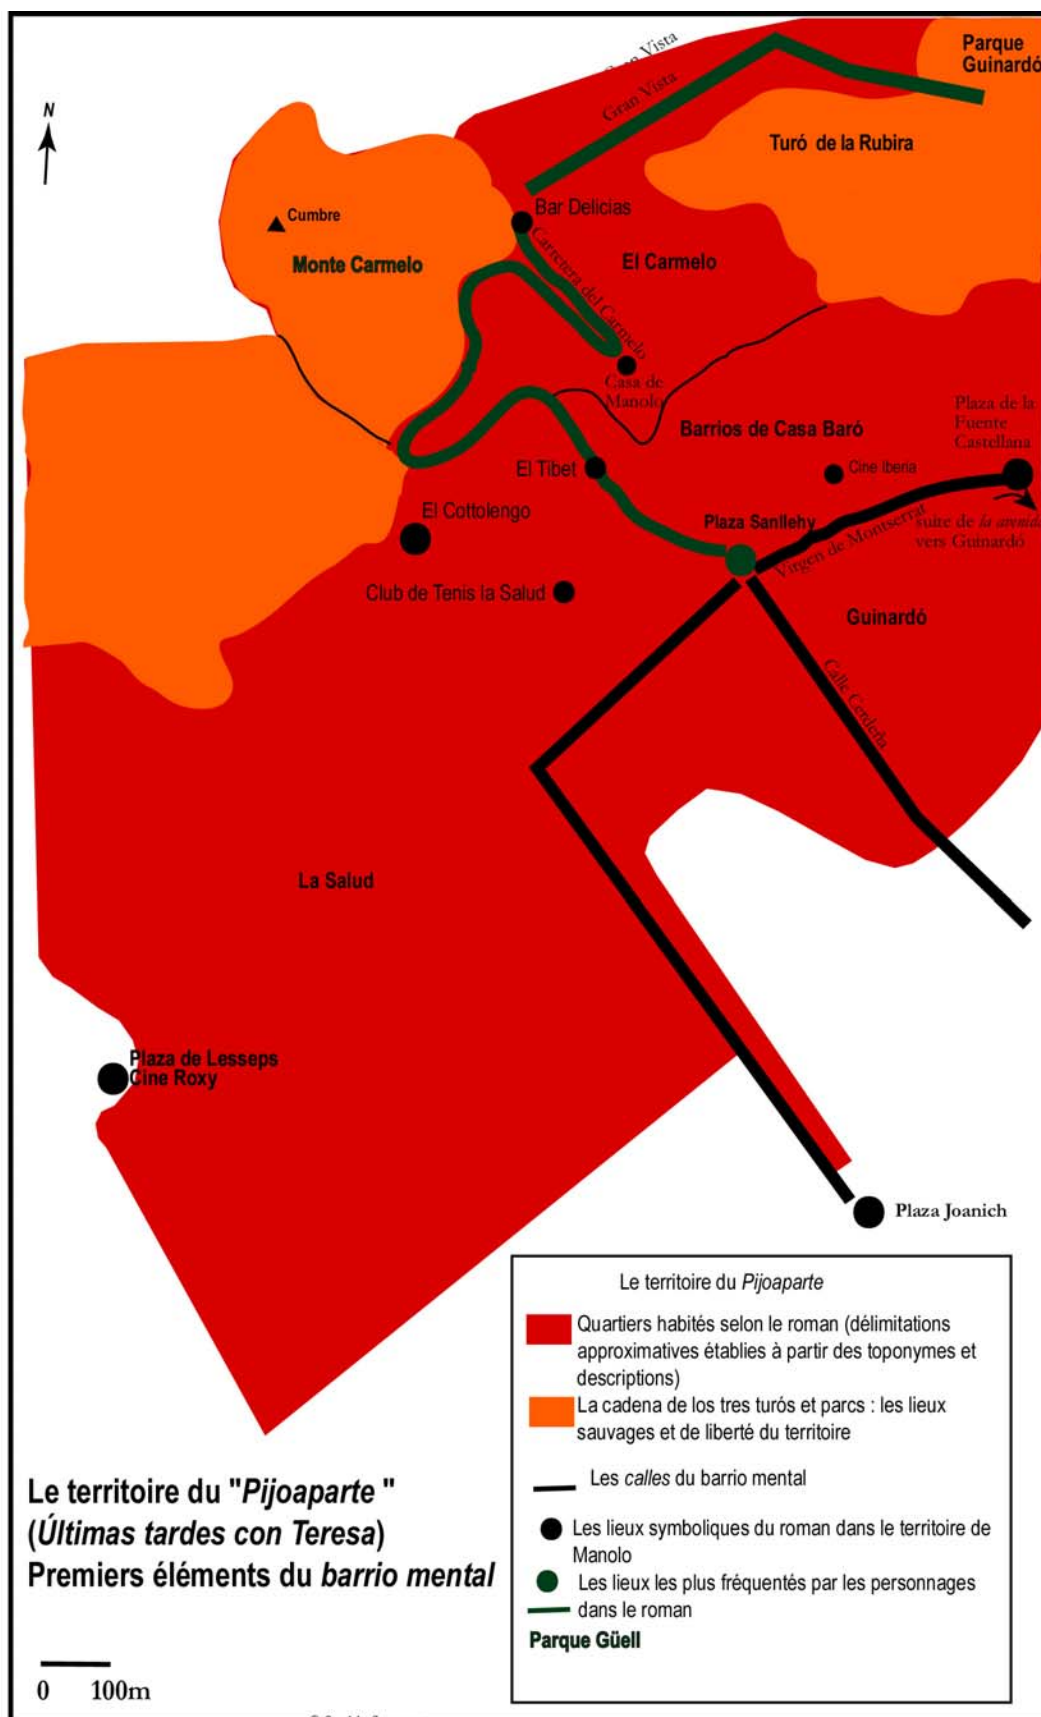 Gran Vista
Gran Vista
Parque
Guinardó
N
Turó de la Rubira
Bar Delicias
Cumbre
Monte Carmelo
El Carmelo
Carretera del Carmelo
Casa de
Manolo
Plaza de la
Fuente
Castellana
Barrios de Casa Baró
El Tibet
Cine Iberia
El Cottolengo
Plaza Sanllehy
Virgen de Montserrat
suite de la avenida
vers Guinardó
Club de Tenis la Salud
Guinardó
Calle Cerdeña
La Salud
Plaza de Lesseps
Cine Roxy
Plaza Joanich
Le territoire du Pijoaparte
Quartiers habités selon le roman (délimitations
approximatives établies à partir des toponymes et
descriptions)
La cadena de los tres turós et parcs : les lieux
sauvages et de liberté du territoire
Les calles du barrio mental
Les lieux symboliques du roman dans le territoire de
Manolo
Les lieux les plus fréquentés par les personnages
dans le roman
Parque Güell
Le territoire du "Pijoaparte "
(Últimas tardes con Teresa)
Premiers éléments du barrio mental
0 100m